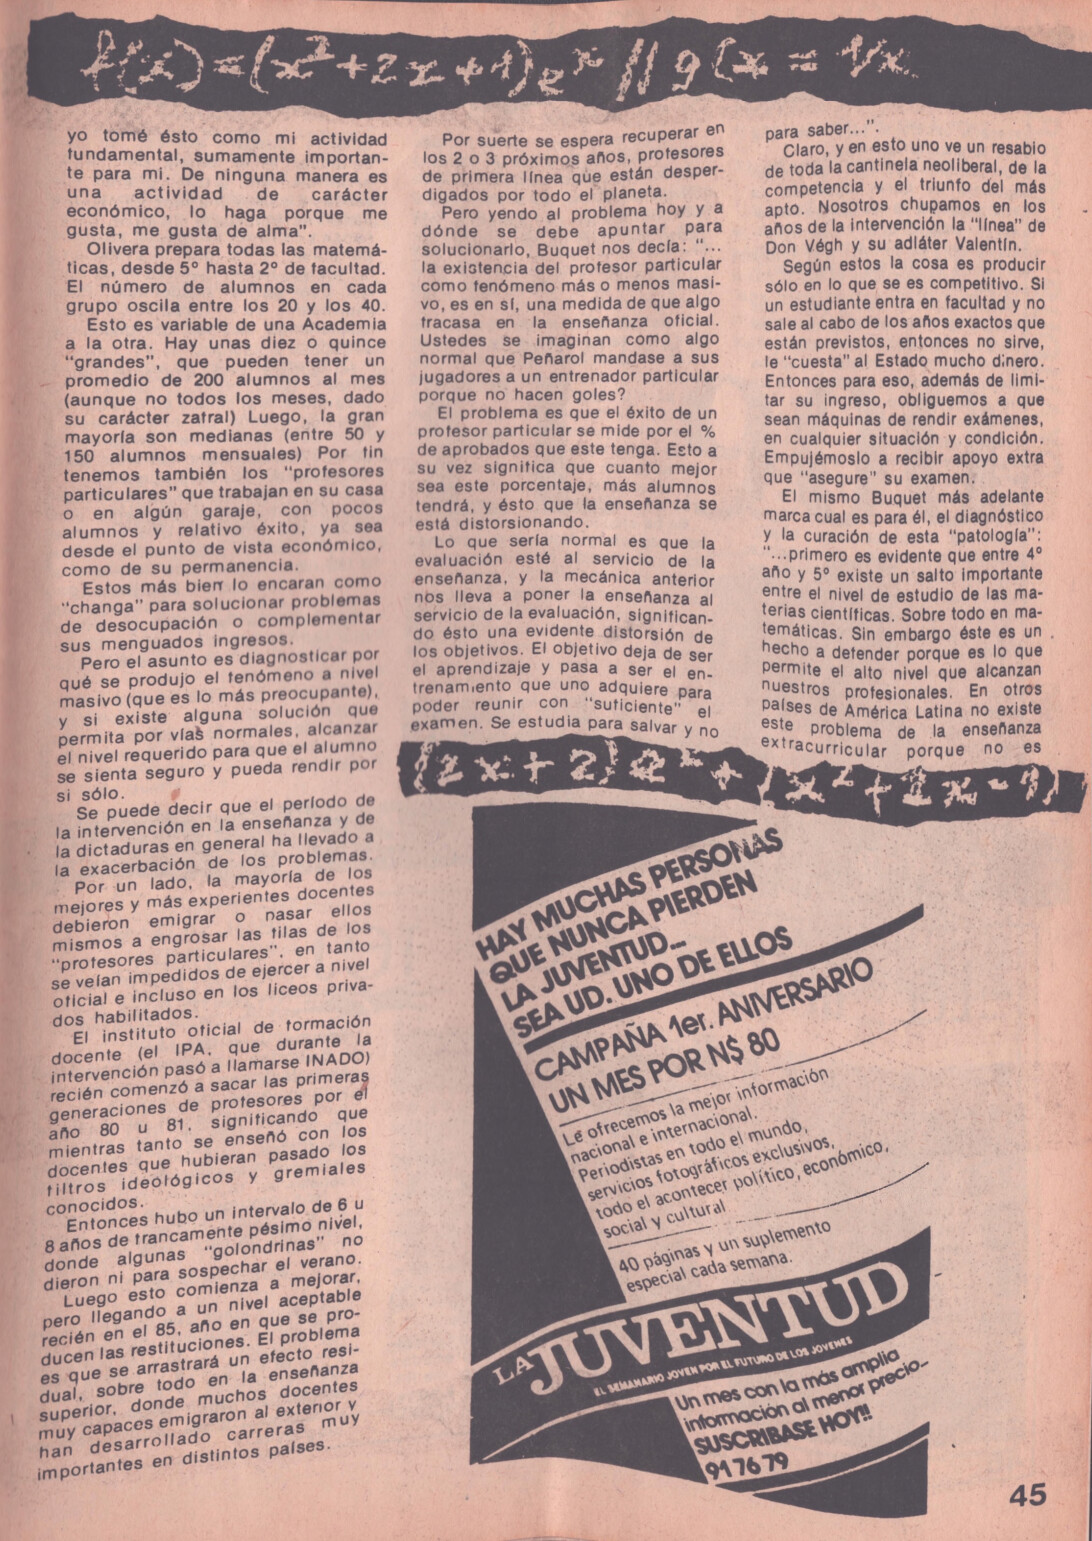 f(x)=(x²+2x+1)eˣ // g(x = 1/x
yo tomé ésto como mi actividad
fundamental, sumamente importan-
te para mi. De ninguna manera es
una actividad de carácter
económico, lo haga porque me
gusta, me gusta de alma".
Olivera prepara todas las matemá-
ticas, desde 5º hasta 2º de facultad.
El número de alumnos en cada
grupo oscila entre los 20 y los 40.
Esto es variable de una Academia
a la otra. Hay unas diez o quince
"grandes", que pueden tener un
promedio de 200 alumnos al mes
(aunque no todos los meses, dado
su carácter zafral) Luego, la gran
mayoría son medianas (entre 50 y
150 alumnos mensuales) Por fin
tenemos también los "profesores
particulares" que trabajan en su casa
o en algún garaje, con pocos
alumnos y relativo éxito, ya sea
desde el punto de vista económico,
como de su permanencia.
Estos más bien lo encaran como
"changa" para solucionar problemas
de desocupación o complementar
sus menguados ingresos.
Pero el asunto es diagnosticar por
qué se produjo el fenómeno a nivel
masivo (que es lo más preocupante),
y si existe alguna solución que
permita por vías normales, alcanzar
el nivel requerido para que el alumno
se sienta seguro y pueda rendir por
si sólo.
Se puede decir que el período de
la intervención en la enseñanza y de
la dictaduras en general ha llevado a
la exacerbación de los problemas.
Por un lado, la mayoría de los
mejores y más experientes docentes
debieron emigrar o nasar ellos
mismos a engrosar las filas de los
"profesores particulares", en tanto
se veían impedidos de ejercer a nivel
oficial e incluso en los liceos priva-
dos habilitados.
El instituto oficial de formación
docente (el IPA, que durante la
intervención pasó a llamarse INADO)
recién comenzó a sacar las primeras
generaciones de profesores por el
año 80 u 81, significando que
mientras tanto se enseñó con los
docentes que hubieran pasado los
filtros ideológicos y gremiales
conocidos.
Entonces hubo un intervalo de 6 u
8 años de francamente pésimo nivel,
donde algunas "golondrinas" no
dieron ni para sospechar el verano.
Luego esto comienza a mejorar,
pero llegando a un nivel aceptable
recién en el 85, año en que se pro-
ducen las restituciones. El problema
es que se arrastrará un efecto resi-
dual, sobre todo en la enseñanza
superior, donde muchos docentes
muy capaces emigraron al exterior y
han desarrollado carreras muy
importantes en distintos países.
Por suerte se espera recuperar en
los 2 o 3 próximos años, profesores
de primera línea que están desper-
digados por todo el planeta.
Pero yendo al problema hoy y a
dónde se debe apuntar para
solucionarlo, Buquet nos decía: "...
la existencia del profesor particular
como fenómeno más o menos masi-
vo, es en sí, una medida de que algo
fracasa en la enseñanza oficial.
Ustedes se imaginan como algo
normal que Peñarol mandase a sus
jugadores a un entrenador particular
porque no hacen goles?
El problema es que el éxito de un
profesor particular se mide por el %
de aprobados que este tenga. Esto a
su vez significa que cuanto mejor
sea este porcentaje, más alumnos
tendrá, y ésto que la enseñanza se
está distorsionando.
Lo que sería normal es que la
evaluación esté al servicio de la
enseñanza, y la mecánica anterior
nos lleva a poner la enseñanza al
servicio de la evaluación, significan-
do ésto una evidente distorsión de
los objetivos. El objetivo deja de ser
el aprendizaje y pasa a ser el en-
trenamiento que uno adquiere para
poder reunir con "suficiente" el
examen. Se estudia para salvar y no
para saber...".
Claro, y en esto uno ve un resabio
de toda la cantinela neoliberal, de la
competencia y el triunfo del más
apto. Nosotros chupamos en los
años de la intervención la "línea" de
Don Végh y su adláter Valentín.
Según estos la cosa es producir
sólo en lo que se es competitivo. Si
un estudiante entra en facultad y no
sale al cabo de los años exactos que
están previstos, entonces no sirve,
le "cuesta" al Estado mucho dinero.
Entonces para eso, además de limi-
tar su ingreso, obliguemos a que
sean máquinas de rendir exámenes,
en cualquier situación y condición.
Empujémoslo a recibir apoyo extra
que "asegure" su examen.
El mismo Buquet más adelante
marca cual es para él, el diagnóstico
y la curación de esta "patología":
"...primero es evidente que entre 4º
año y 5º existe un salto importante
entre el nivel de estudio de las ma-
terias científicas. Sobre todo en ma-
temáticas. Sin embargo éste es un
hecho a defender porque es lo que
permite el alto nivel que alcanzan
nuestros profesionales. En otros
países de América Latina no existe
este problema de la enseñanza
extracurricular porque no es
(2x+2)eˣ+(x²+2x-1)
HAY MUCHAS PERSONAS
QUE NUNCA PIERDEN
LA JUVENTUD...
SEA UD. UNO DE ELLOS
CAMPAÑA 1er. ANIVERSARIO
UN MES POR N$ 80
Le ofrecemos la mejor información
nacional e internacional.
Periodistas en todo el mundo,
servicios fotográficos exclusivos,
todo el acontecer político, económico,
social y cultural
40 páginas y un suplemento
especial cada semana.
LA JUVENTUD
EL SEMANARIO JOVEN POR EL FUTURO DE LOS JOVENES
Un mes con la más amplia
información al menor precio...
SUSCRIBASE HOY!!
91 76 79
45